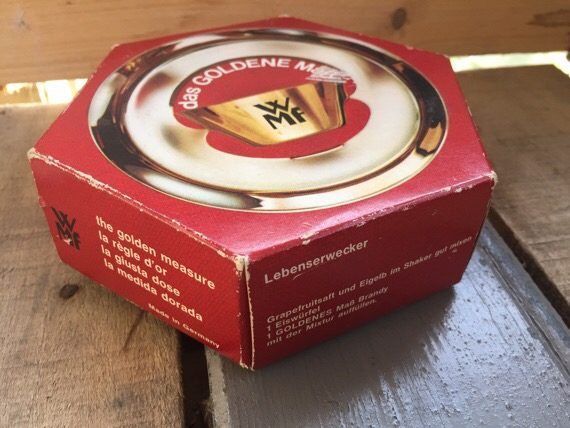 das GOLDENE Maß
WMF
WMF
the golden measure
la règle d'or
la giusta dose
la medida dorada
Made in Germany
Lebenserwecker
Grapefruitsaft und Eigelb im Shaker gut mixen
1 Eiswürfel
1 GOLDENES Maß Brandy
mit der Mixtur auffüllen.